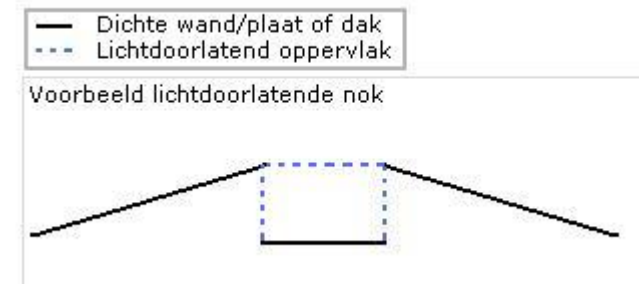 Dichte wand/plaat of dak
Lichtdoorlatend oppervlak
Voorbeeld lichtdoorlatende nok